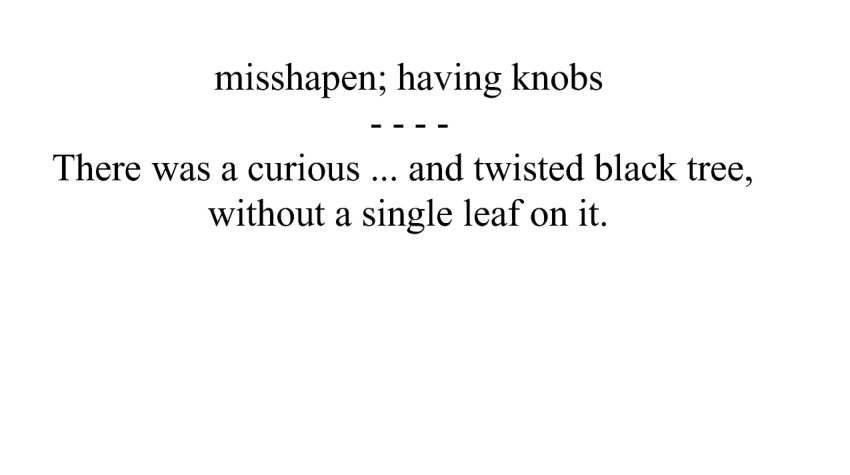 misshapen; having knobs
- - - -
There was a curious ... and twisted black tree,
without a single leaf on it.